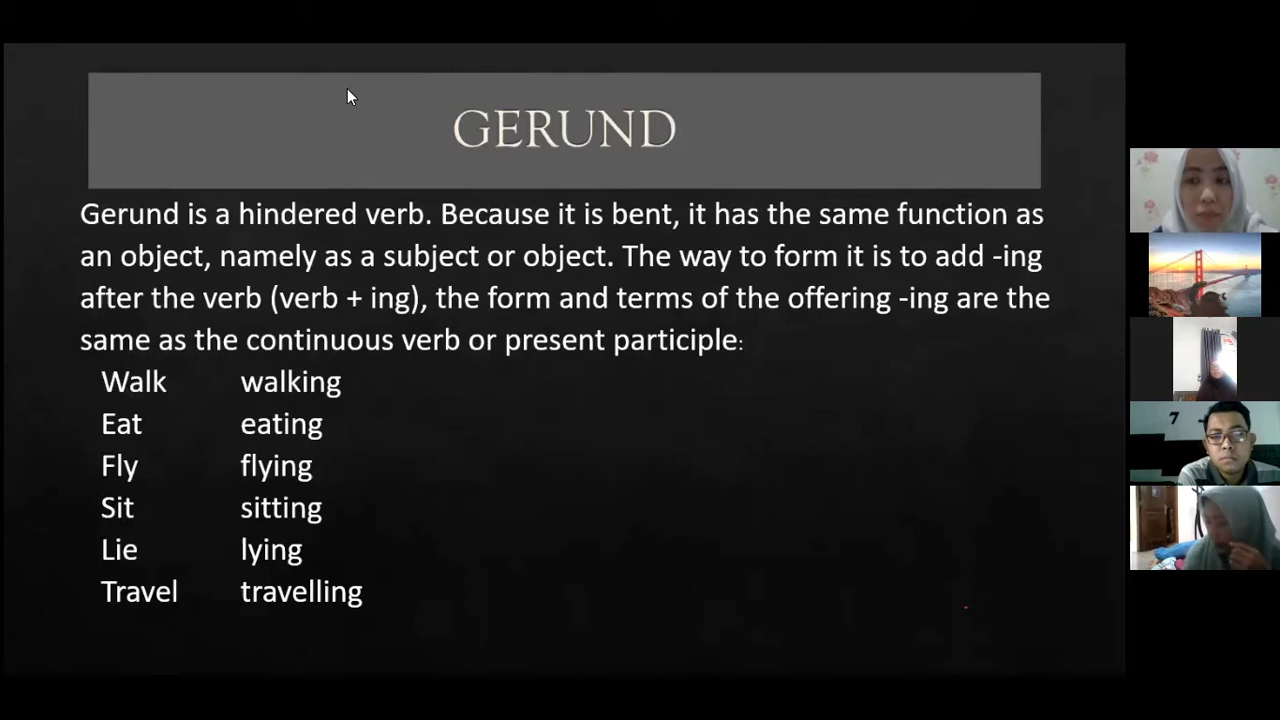 GERUND
Gerund is a hindered verb. Because it is bent, it has the same function as
an object, namely as a subject or object. The way to form it is to add -ing
after the verb (verb + ing), the form and terms of the offering -ing are the
same as the continuous verb or present participle:
Walk walking
Eat eating
Fly flying
Sit sitting
Lie lying
Travel travelling
7